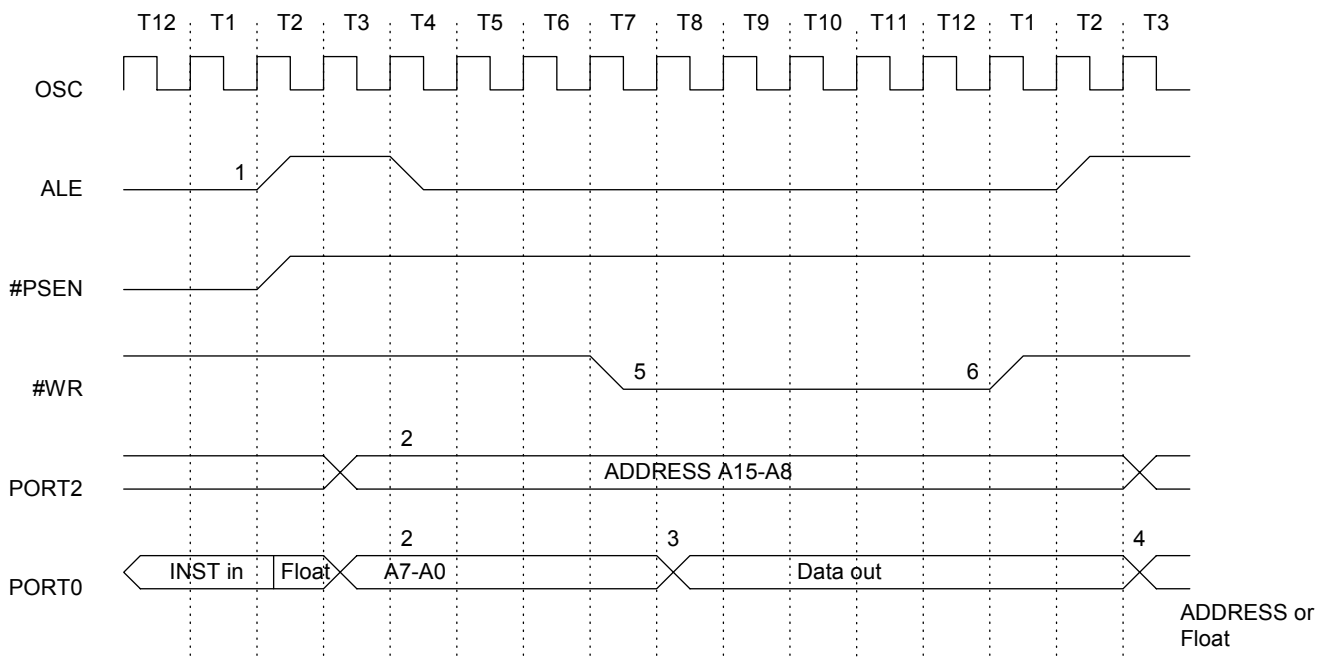 T12 T1 T2 T3 T4 T5 T6 T7 T8 T9 T10 T11 T12 T1 T2 T3
OSC
1
ALE
#PSEN
5 6
#WR
2
ADDRESS A15-A8
PORT2
2 3 4
INST in Float A7-A0 Data out
PORT0
ADDRESS or
Float